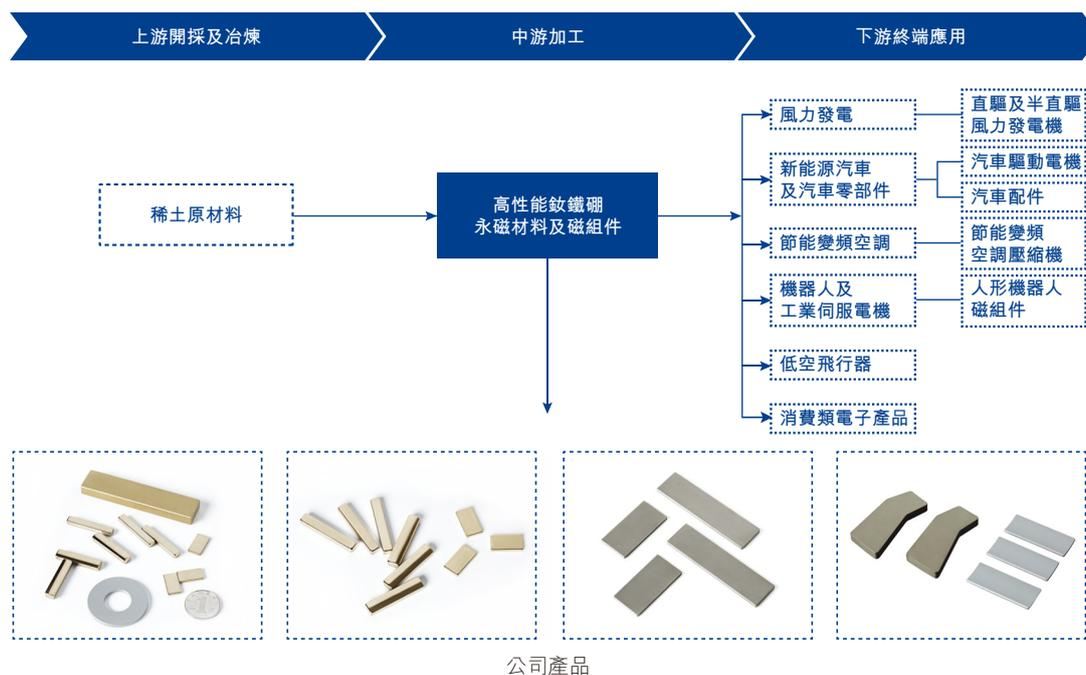 上游開採及冶煉
中游加工
下游終端應用
稀土原材料
高性能釹鐵硼
永磁材料及磁組件
風力發電
直驅及半直驅
風力發電機
新能源汽車
及汽車零部件
汽車驅動電機
汽車配件
節能變頻空調
節能變頻
空調壓縮機
機器人及
工業伺服電機
人形機器人
磁組件
低空飛行器
消費類電子產品
公司產品